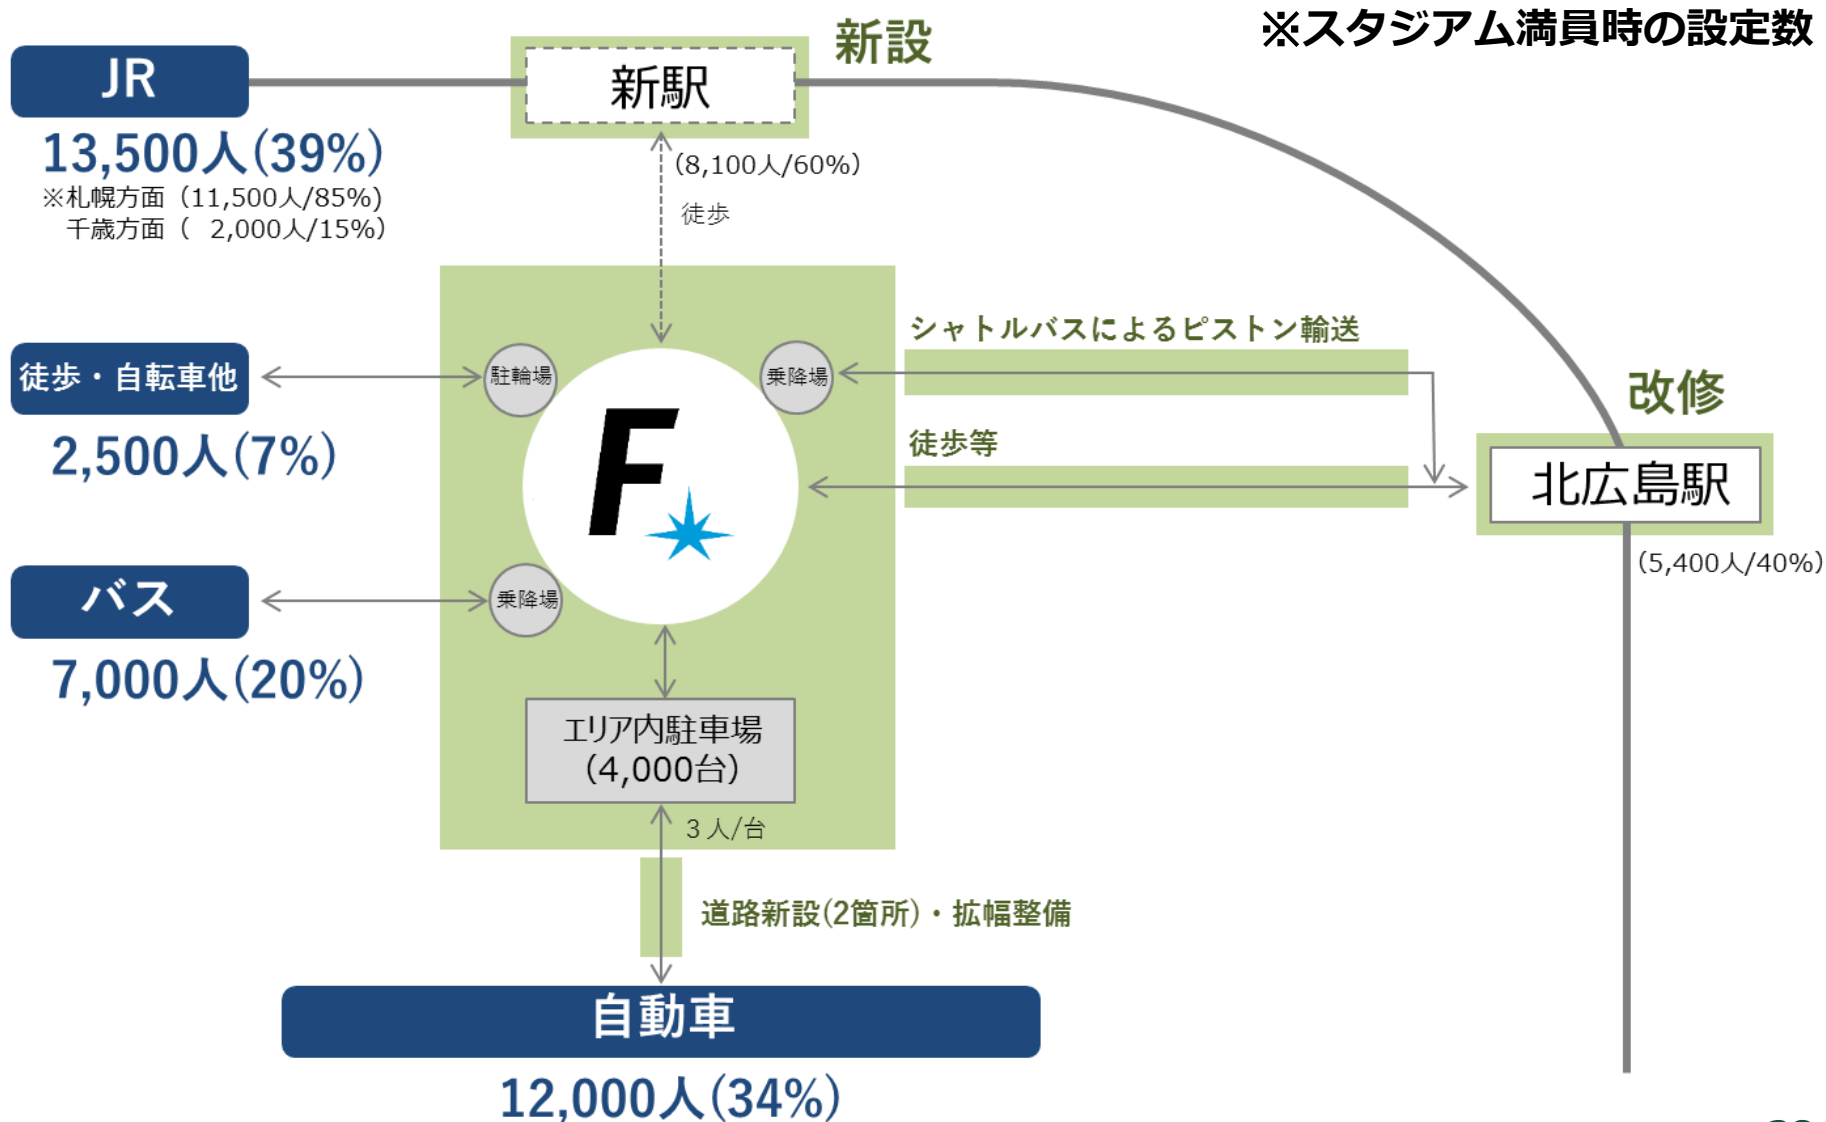 ※スタジアム満員時の設定数
JR
新駅
新設
13,500人(39%)
※札幌方面（11,500人/85%)
千歳方面（ 2,000人/15%）
（8,100人/60%）
徒歩
シャトルバスによるピストン輸送
徒歩・自転車他
駐輪場
乗降場
2,500人(7%)
F
徒歩等
改修
北広島駅
（5,400人/40%）
バス
乗降場
7,000人(20%)
エリア内駐車場
（4,000台）
３人/台
道路新設(2箇所)・拡幅整備
自動車
12,000人(34%)